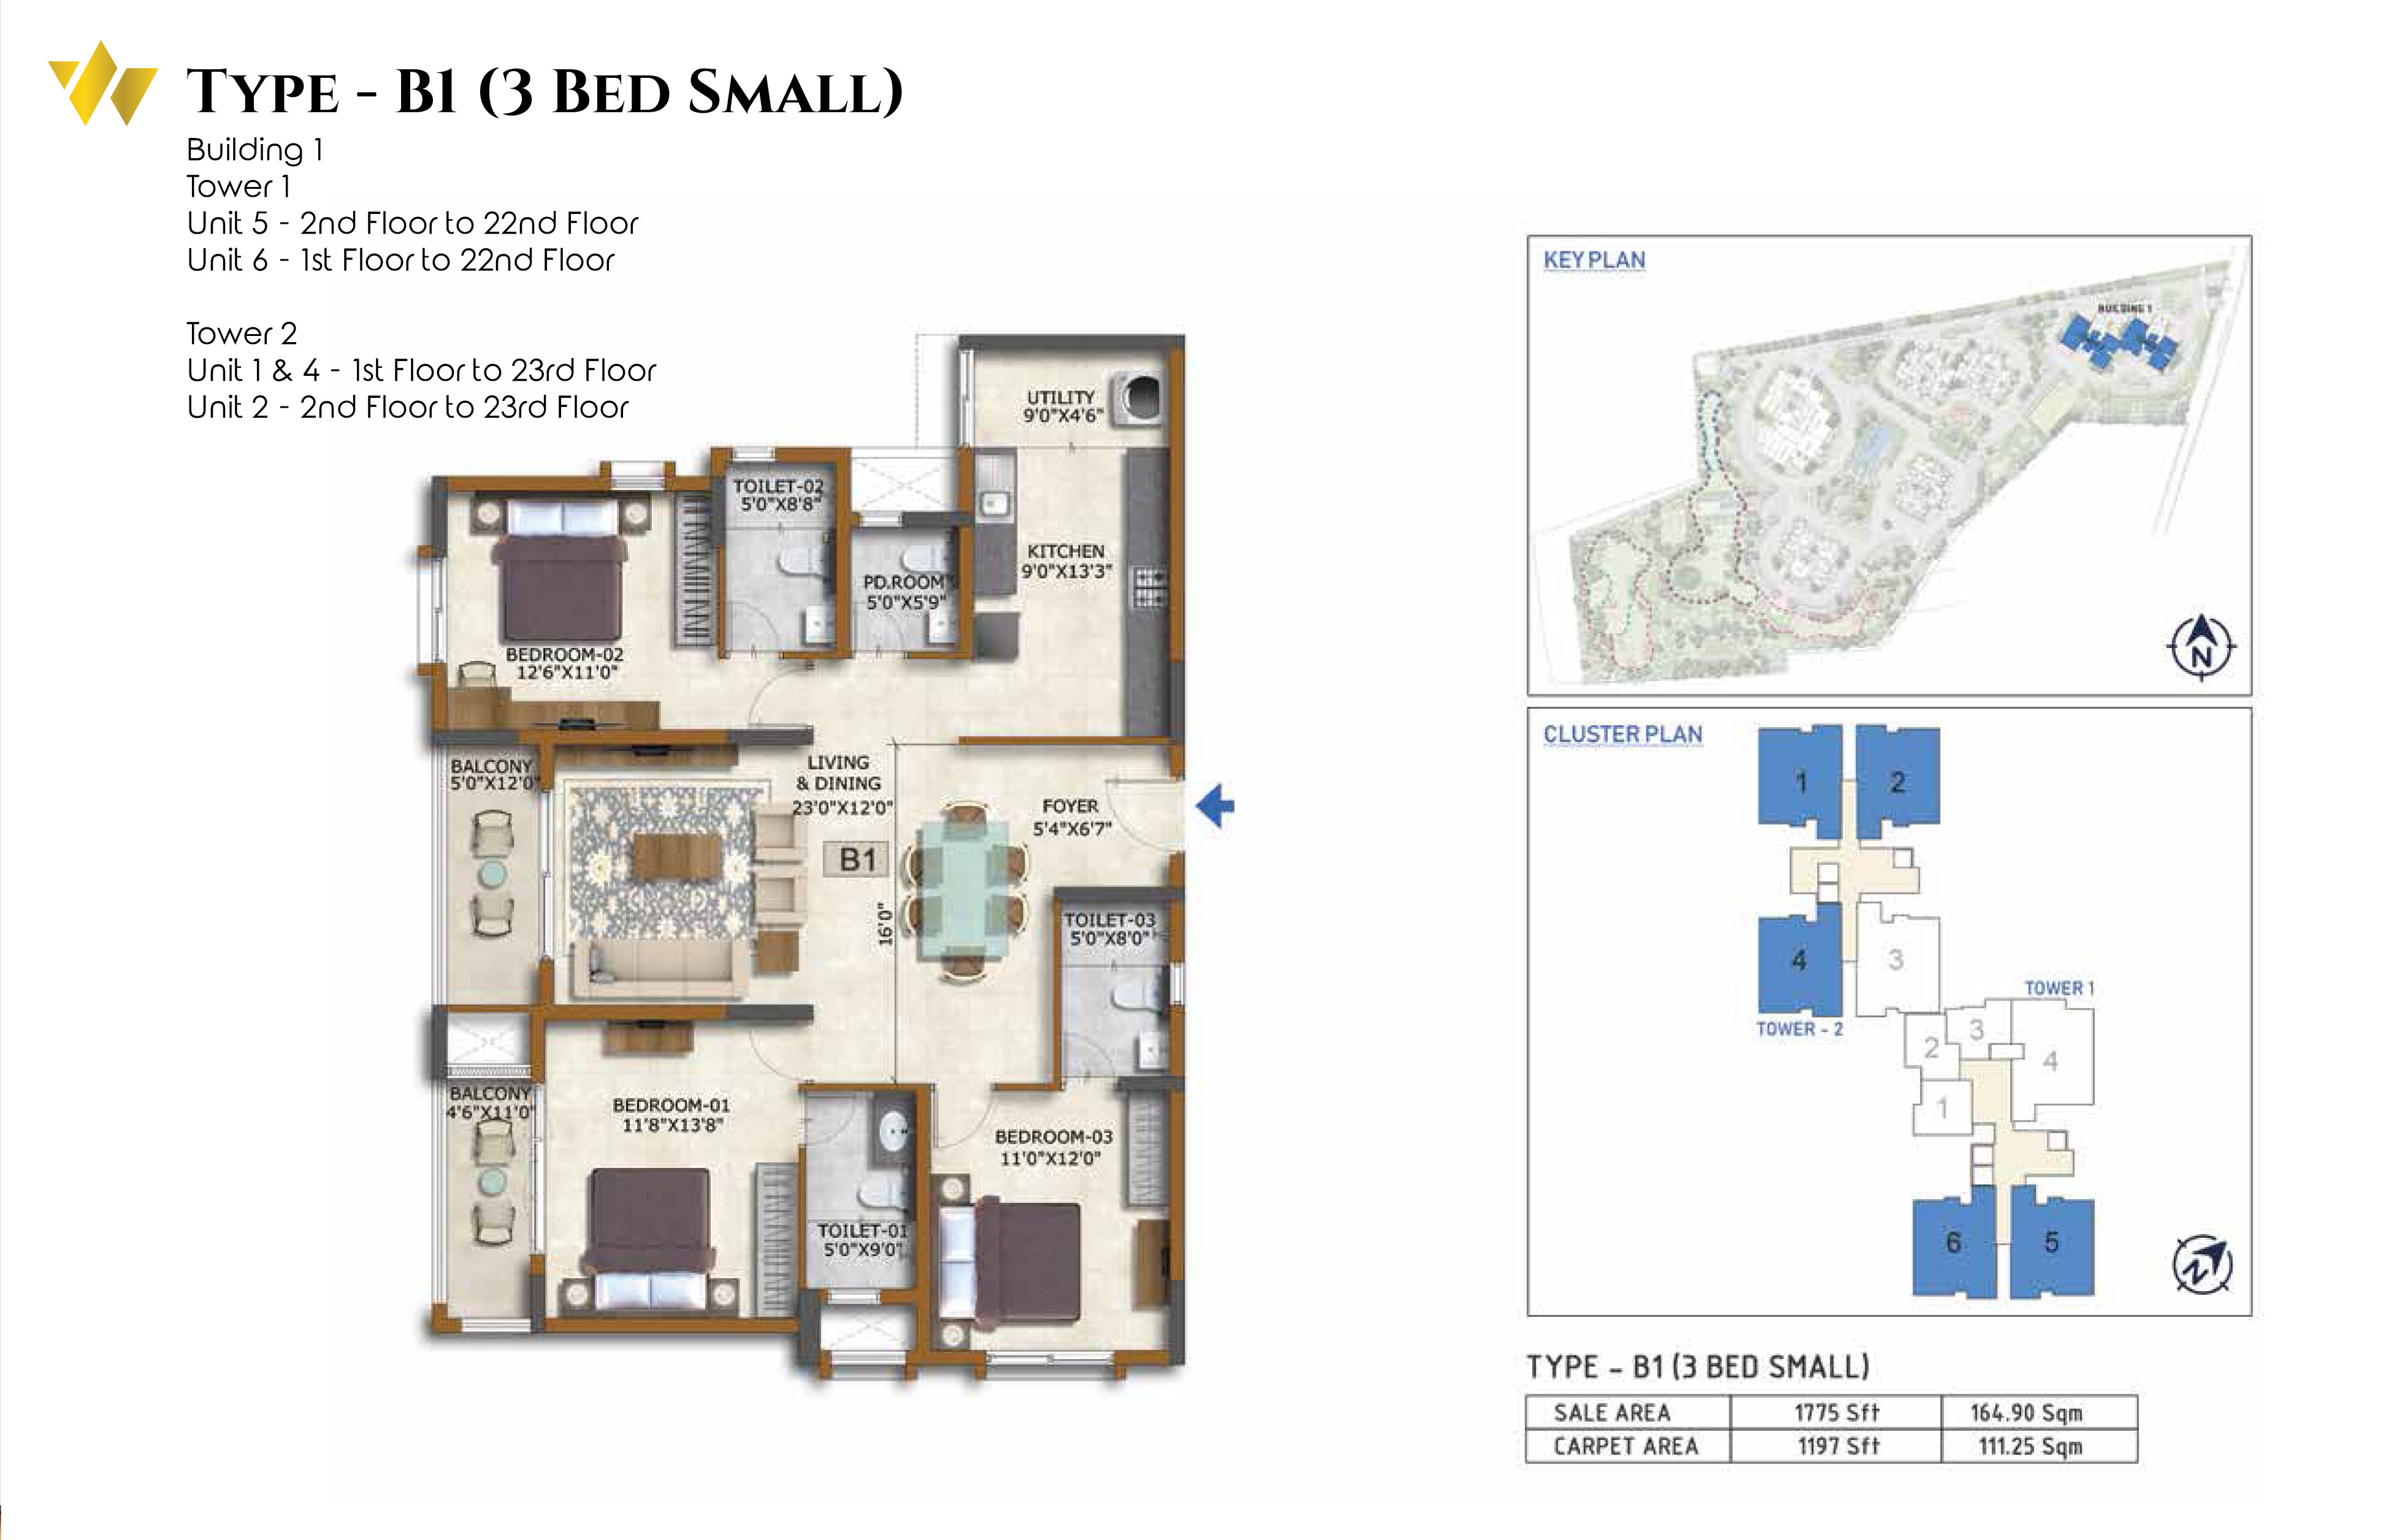 TYPE - B1 (3 BED SMALL)
Building 1
Tower 1
Unit 5 - 2nd Floor to 22nd Floor
Unit 6 - 1st Floor to 22nd Floor
Tower 2
Unit 1 & 4 - 1st Floor to 23rd Floor
Unit 2 - 2nd Floor to 23rd Floor
UTILITY
9'0"X4'6"
TOILET-02
5'0"X8'8"
KITCHEN
9'0"X13'3"
PD.ROOM
5'0"X5'9"
BEDROOM-02
12'6"X11'0"
BALCONY
5'0"X12'0"
LIVING
& DINING
23'0"X12'0"
FOYER
5'4"X6'7"
B1
16'0"
TOILET-03
5'0"X8'0"
BALCONY
4'6"X11'0"
BEDROOM-01
11'8"X13'8"
BEDROOM-03
11'0"X12'0"
TOILET-01
5'0"X9'0"
KEY PLAN
BUILDING 1
N
CLUSTER PLAN
1
2
4
3
TOWER - 2
TOWER 1
3
2
4
1
6
5
N
TYPE - B1 (3 BED SMALL)
SALE AREA 1775 Sft 164.90 Sqm
CARPET AREA 1197 Sft 111.25 Sqm